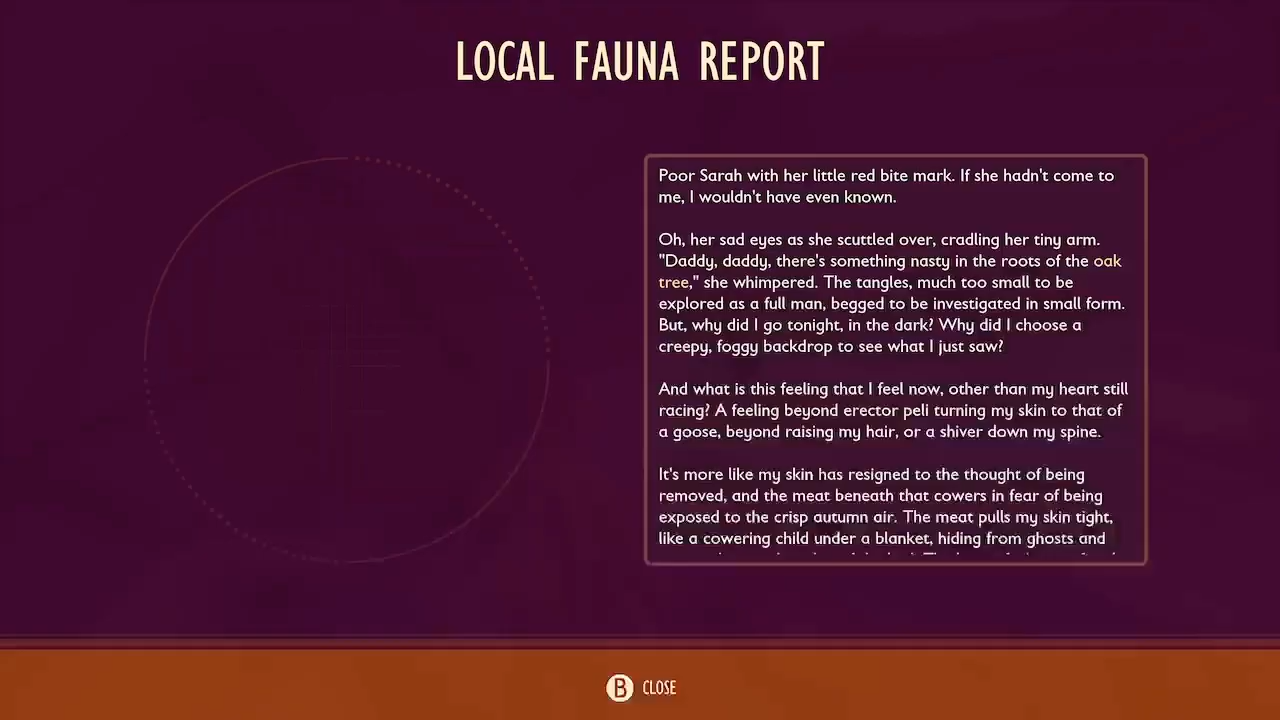 LOCAL FAUNA REPORT
Poor Sarah with her little red bite mark. If she hadn't come to
me, I wouldn't have even known.
Oh, her sad eyes as she scuttled over, cradling her tiny arm.
"Daddy, daddy, there's something nasty in the roots of the oak
tree," she whimpered. The tangles, much too small to be
explored as a full man, begged to be investigated in small form.
But, why did I go tonight, in the dark? Why did I choose a
creepy, foggy backdrop to see what I just saw?
And what is this feeling that I feel now, other than my heart still
racing? A feeling beyond erector peli turning my skin to that of
a goose, beyond raising my hair, or a shiver down my spine.
It's more like my skin has resigned to the thought of being
removed, and the meat beneath that cowers in fear of being
exposed to the crisp autumn air. The meat pulls my skin tight,
like a cowering child under a blanket, hiding from ghosts and
B CLOSE